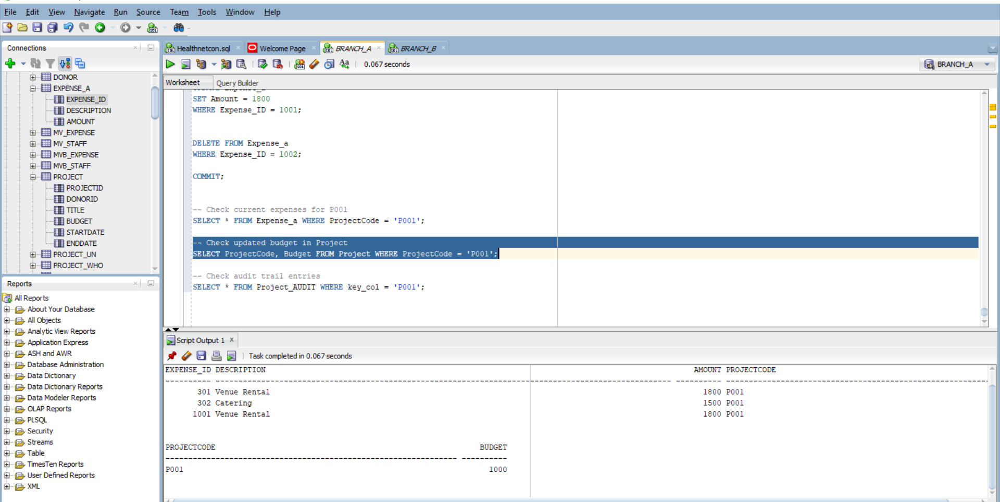 File Edit View Navigate Run Source Team Tools Window Help
Connections
DONOR
EXPENSE_A
EXPENSE_ID
DESCRIPTION
AMOUNT
MV_EXPENSE
MV_STAFF
MVB_EXPENSE
MVB_STAFF
PROJECT
PROJECTID
DONORID
TITLE
BUDGET
STARTDATE
ENDDATE
PROJECT_UN
PROJECT_WHO
Reports
All Reports
About Your Database
All Objects
Analytic View Reports
Application Express
ASH and AWR
Database Administration
Data Dictionary
Data Dictionary Reports
Data Modeler Reports
OLAP Reports
PLSQL
Security
Streams
Table
TimesTen Reports
User Defined Reports
XML
Healthnetcon.sql Welcome Page BRANCH_A BRANCH_B
0.067 seconds BRANCH_A
Worksheet Query Builder
SET Amount = 1800
WHERE Expense_ID = 1001;
DELETE FROM Expense_a
WHERE Expense_ID = 1002;
COMMIT;
-- Check current expenses for P001
SELECT * FROM Expense_a WHERE ProjectCode = 'P001';
-- Check updated budget in Project
SELECT ProjectCode, Budget FROM Project WHERE ProjectCode = 'P001';
-- Check audit trail entries
SELECT * FROM Project_AUDIT WHERE key_col = 'P001';
Script Output 1
Task completed in 0.067 seconds
EXPENSE_ID DESCRIPTION AMOUNT PROJECTCODE
301 Venue Rental 1800 P001
302 Catering 1500 P001
1001 Venue Rental 1800 P001
PROJECTCODE BUDGET
P001 1000